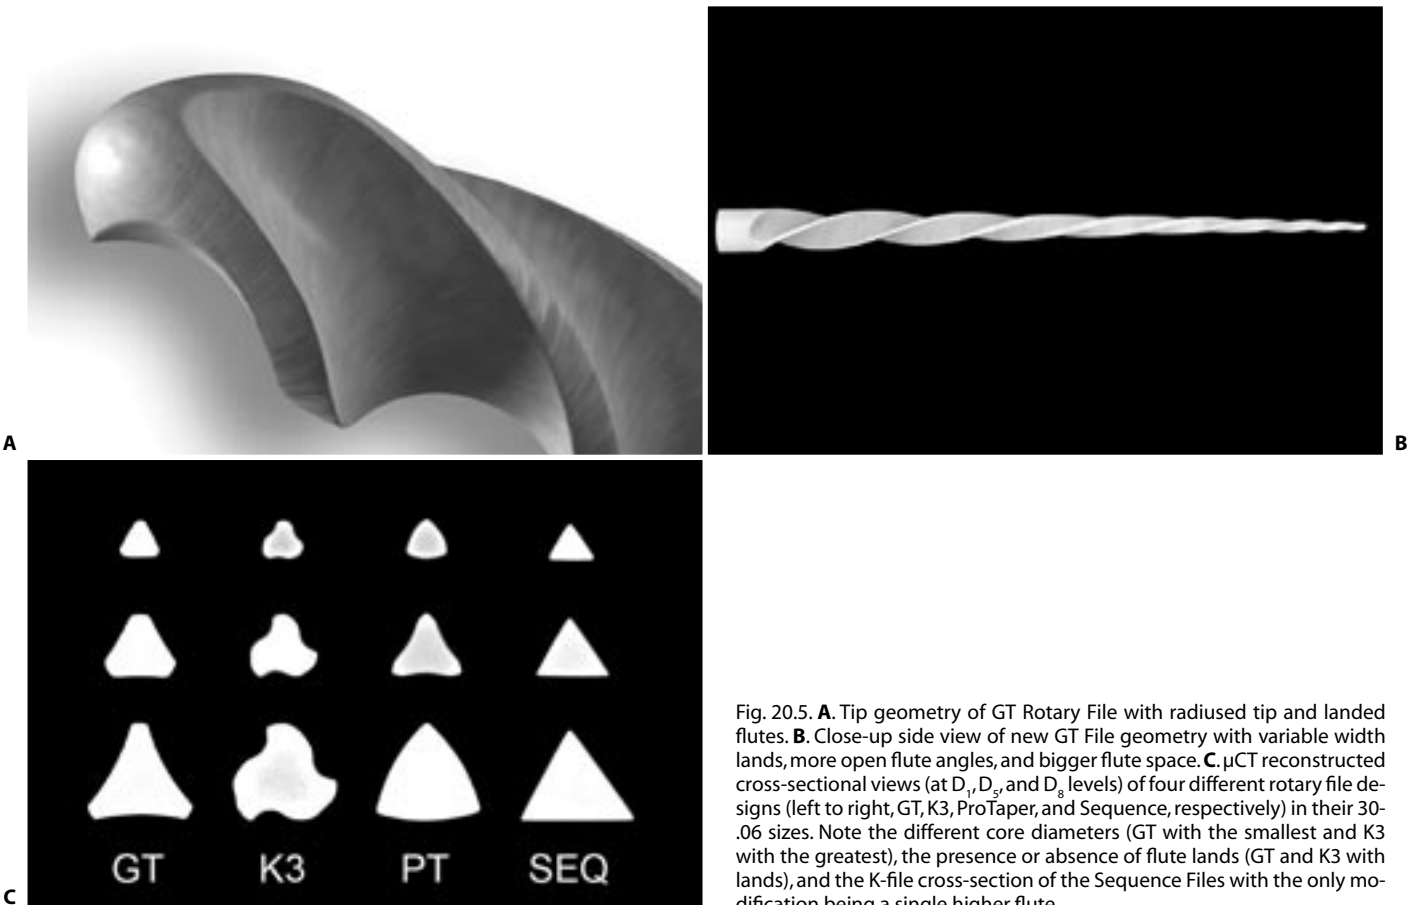 A
B
GT K3 PT SEQ
C
Fig. 20.5. A. Tip geometry of GT Rotary File with radiused tip and landed
flutes. B. Close-up side view of new GT File geometry with variable width
lands, more open flute angles, and bigger flute space. C. µCT reconstructed
cross-sectional views (at D1, D5, and D8 levels) of four different rotary file de-
signs (left to right, GT, K3, ProTaper, and Sequence, respectively) in their 30-
.06 sizes. Note the different core diameters (GT with the smallest and K3
with the greatest), the presence or absence of flute lands (GT and K3 with
lands), and the K-file cross-section of the Sequence Files with the only mo-
dification being a single higher flute